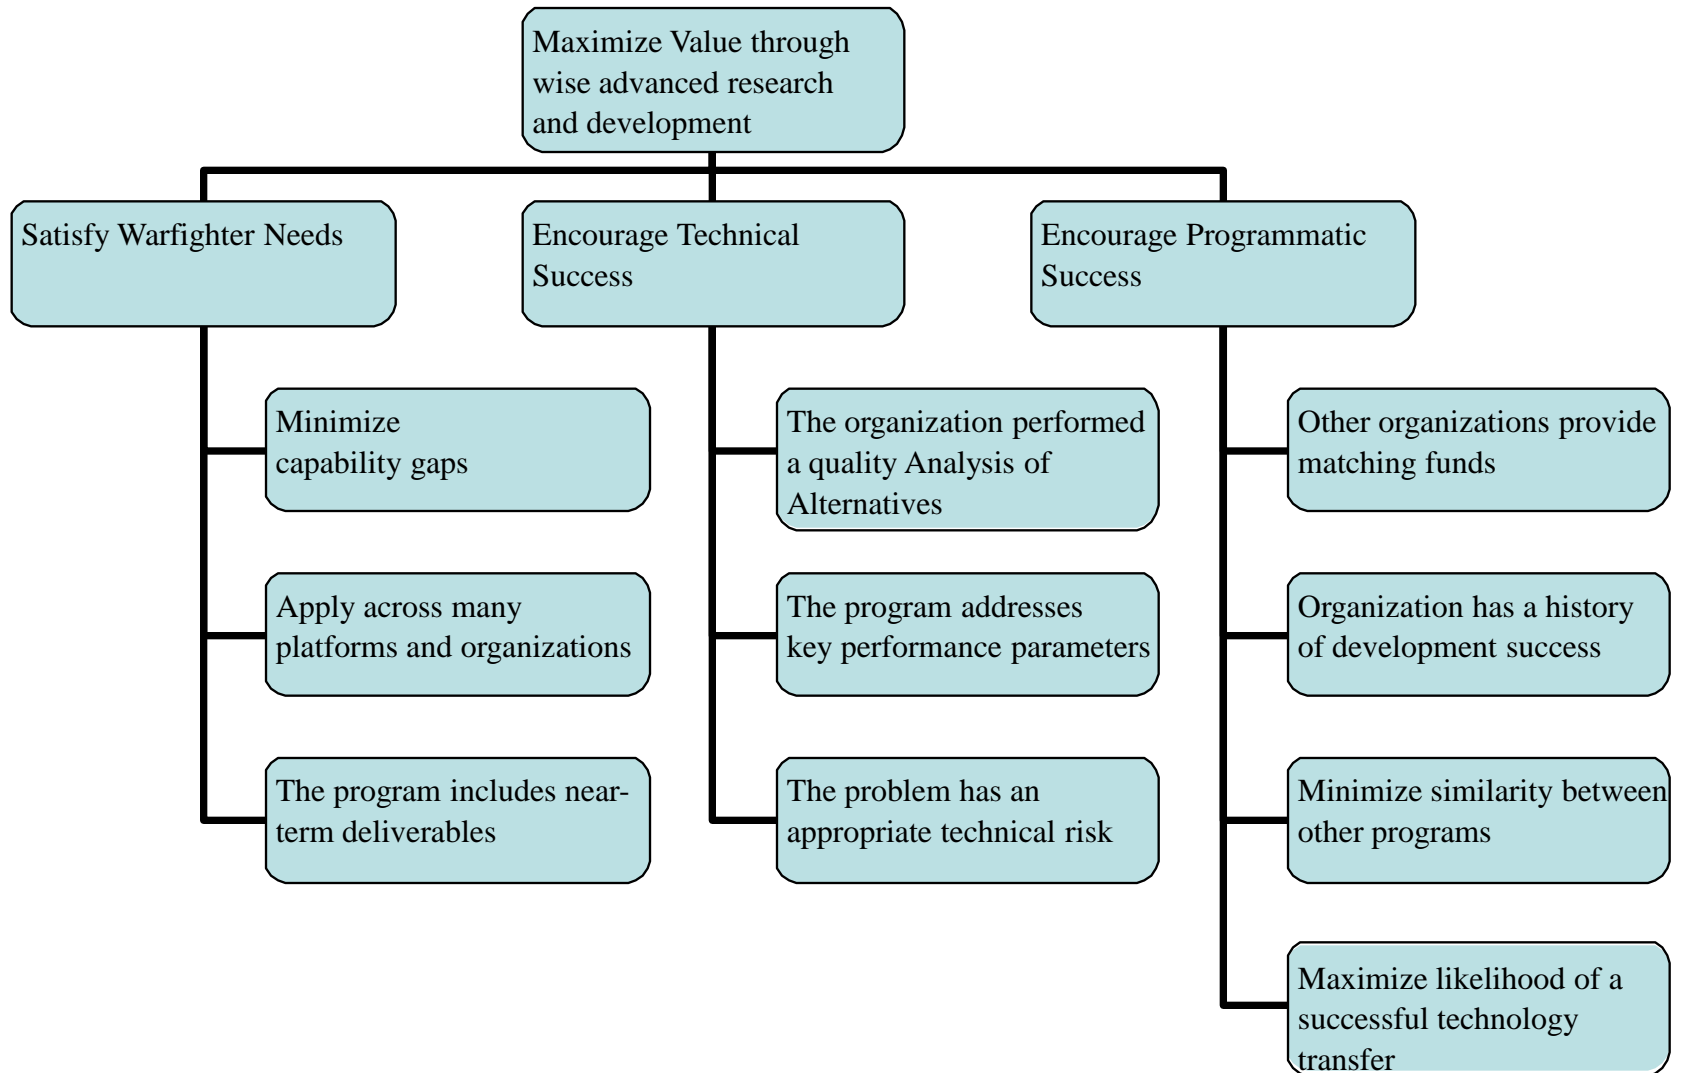 Maximize Value through
wise advanced research
and development
Satisfy Warfighter Needs
Encourage Technical
Success
Encourage Programmatic
Success
Minimize
capability gaps
The organization performed
a quality Analysis of
Alternatives
Other organizations provide
matching funds
Apply across many
platforms and organizations
The program addresses
key performance parameters
Organization has a history
of development success
The program includes near-
term deliverables
The problem has an
appropriate technical risk
Minimize similarity between
other programs
Maximize likelihood of a
successful technology
transfer